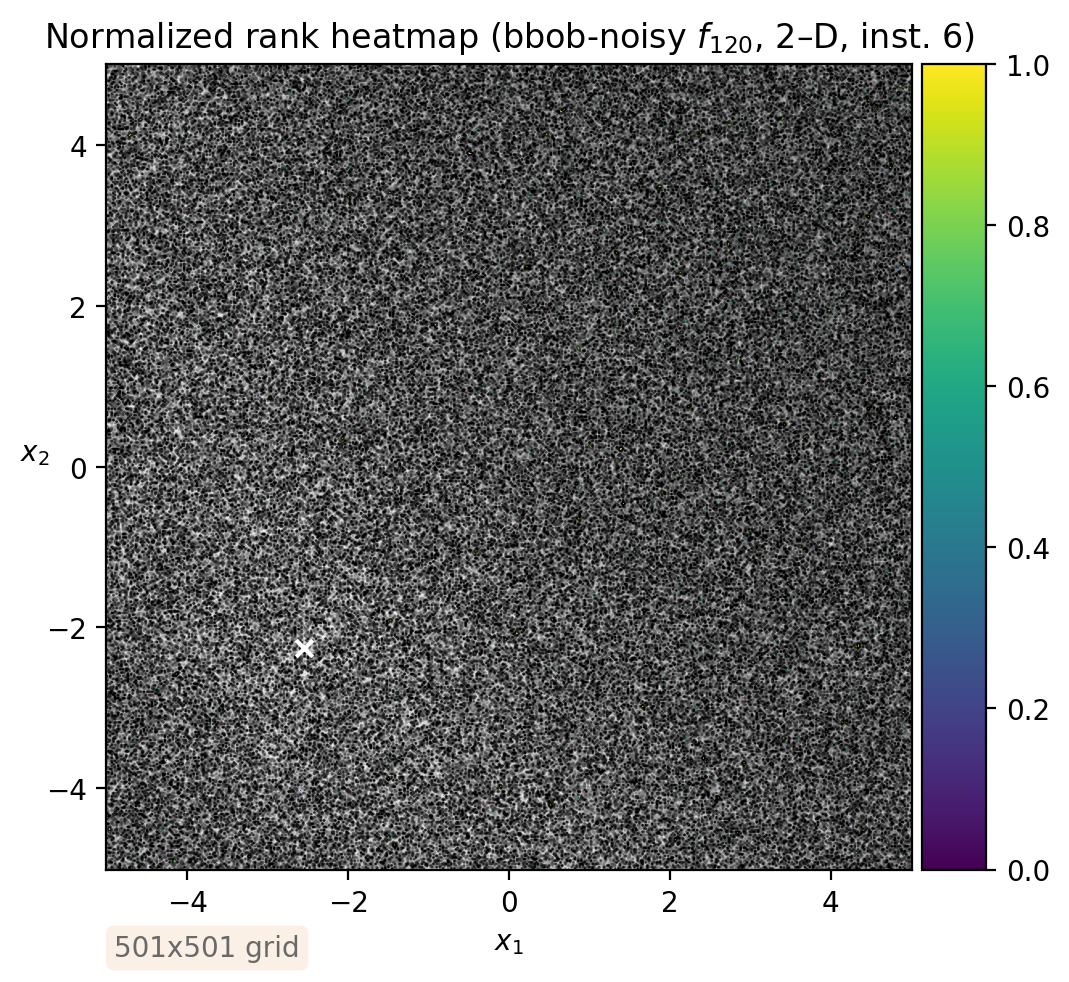 Normalized rank heatmap (bbob-noisy f120, 2–D, inst. 6)
1.0
4
0.8
2
0.6
x2
0
0.4
−2
0.2
−4
0.0
−4 −2 0 2 4
x1
501x501 grid